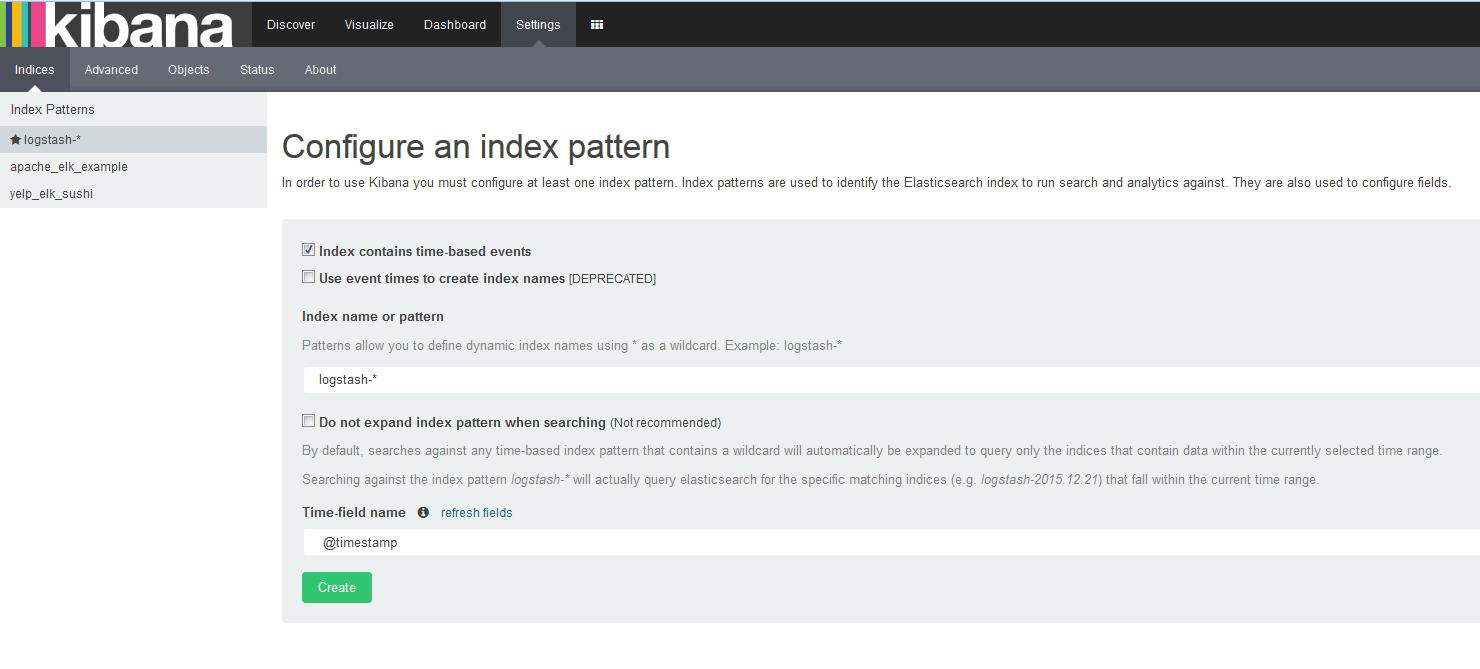 kibana Discover Visualize Dashboard Settings
Indices Advanced Objects Status About
Index Patterns
logstash-*
apache_elk_example
yelp_elk_sushi
Configure an index pattern
In order to use Kibana you must configure at least one index pattern. Index patterns are used to identify the Elasticsearch index to run search and analytics against. They are also used to configure fields.
Index contains time-based events
Use event times to create index names [DEPRECATED]
Index name or pattern
Patterns allow you to define dynamic index names using * as a wildcard. Example: logstash-*
logstash-*
Do not expand index pattern when searching (Not recommended)
By default, searches against any time-based index pattern that contains a wildcard will automatically be expanded to query only the indices that contain data within the currently selected time range.
Searching against the index pattern logstash-* will actually query elasticsearch for the specific matching indices (e.g. logstash-2015.12.21) that fall within the current time range.
Time-field name refresh fields
@timestamp
Create